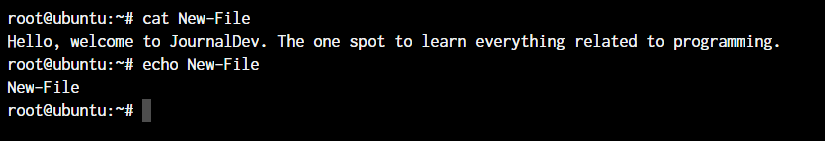 root@ubuntu:~# cat New-File
Hello, welcome to JournalDev. The one spot to learn everything related to programming.
root@ubuntu:~# echo New-File
New-File
root@ubuntu:~#